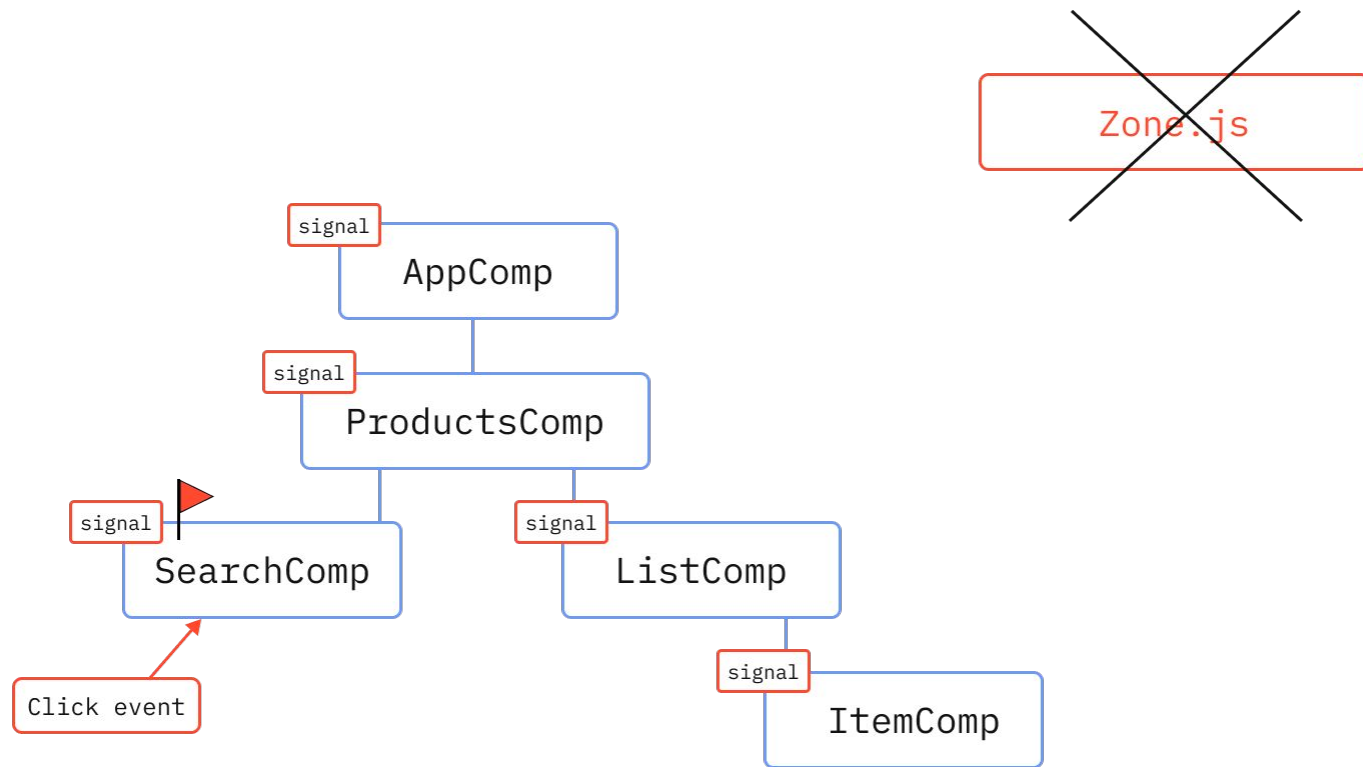 Zone.js
signal
AppComp
signal
ProductsComp
signal
SearchComp
signal
ListComp
Click event
signal
ItemComp